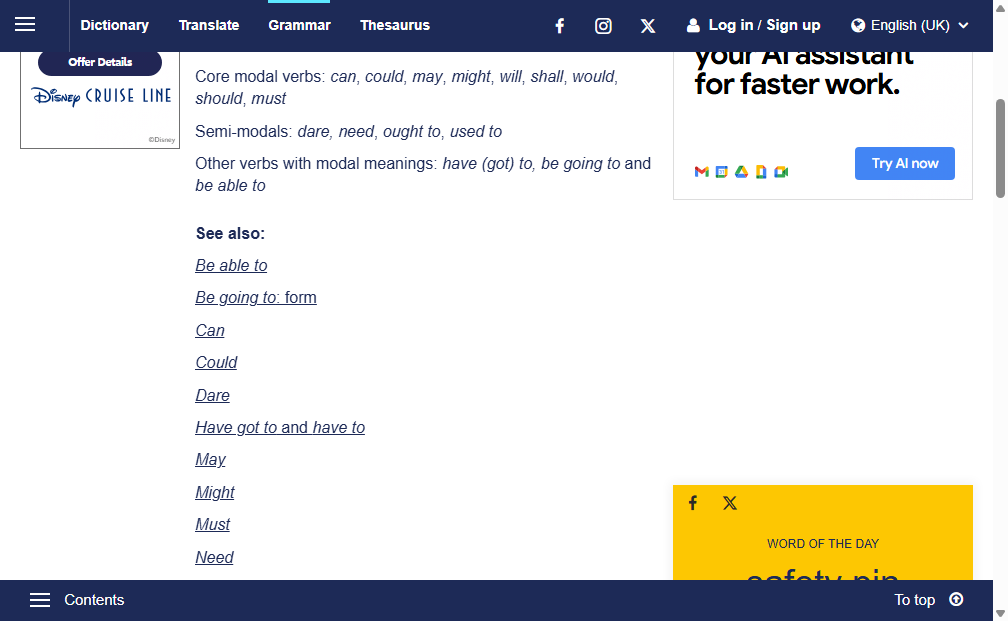 Dictionary Translate Grammar Thesaurus Log in / Sign up English (UK)
Offer Details
Disney CRUISE LINE
©Disney
Core modal verbs: can, could, may, might, will, shall, would,
should, must
Semi-modals: dare, need, ought to, used to
Other verbs with modal meanings: have (got) to, be going to and
be able to
See also:
Be able to
Be going to: form
Can
Could
Dare
Have got to and have to
May
Might
Must
Need
your AI assistant
for faster work.
Try AI now
WORD OF THE DAY
safety pin
Contents To top